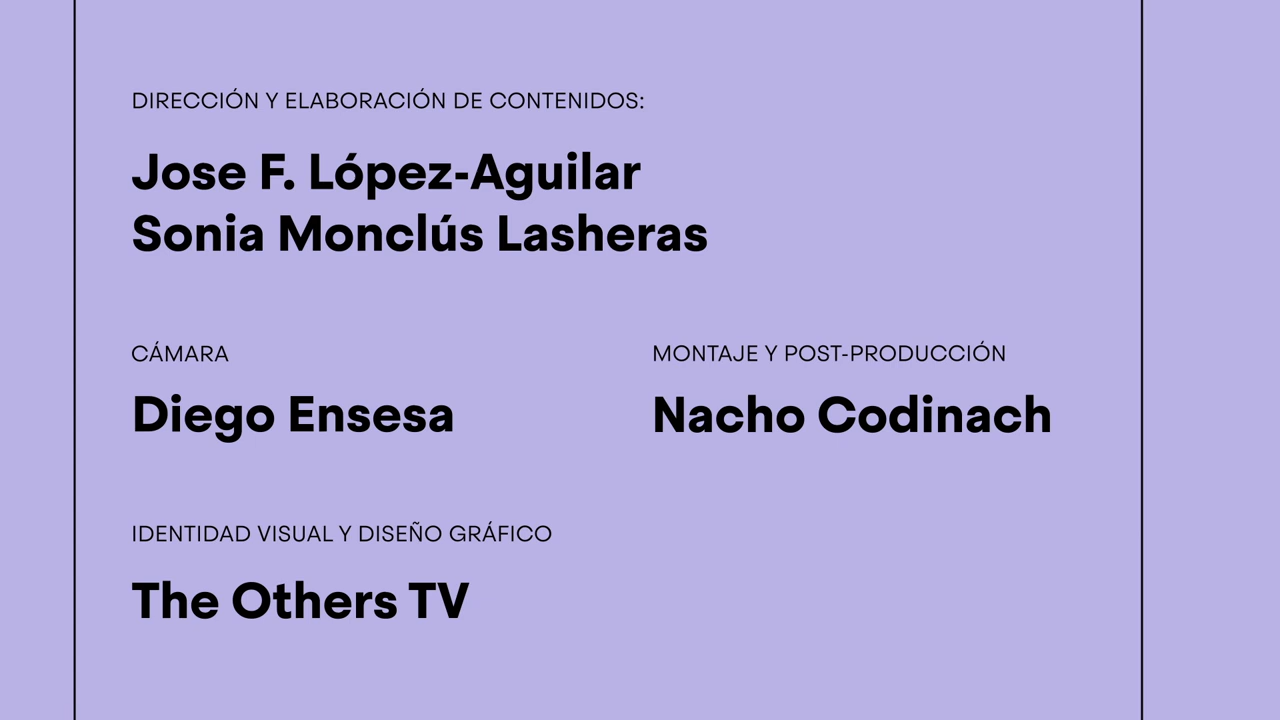 DIRECCIÓN Y ELABORACIÓN DE CONTENIDOS:
Jose F. López-Aguilar
Sonia Monclús Lasheras
CÁMARA
Diego Ensesa
MONTAJE Y POST-PRODUCCIÓN
Nacho Codinach
IDENTIDAD VISUAL Y DISEÑO GRÁFICO
The Others TV